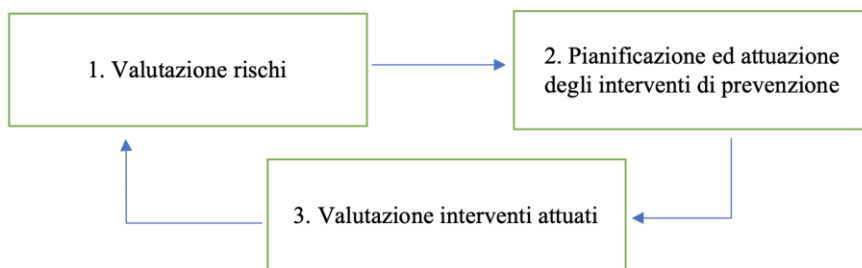 1. Valutazione rischi
2. Pianificazione ed attuazione
degli interventi di prevenzione
3. Valutazione interventi attuati